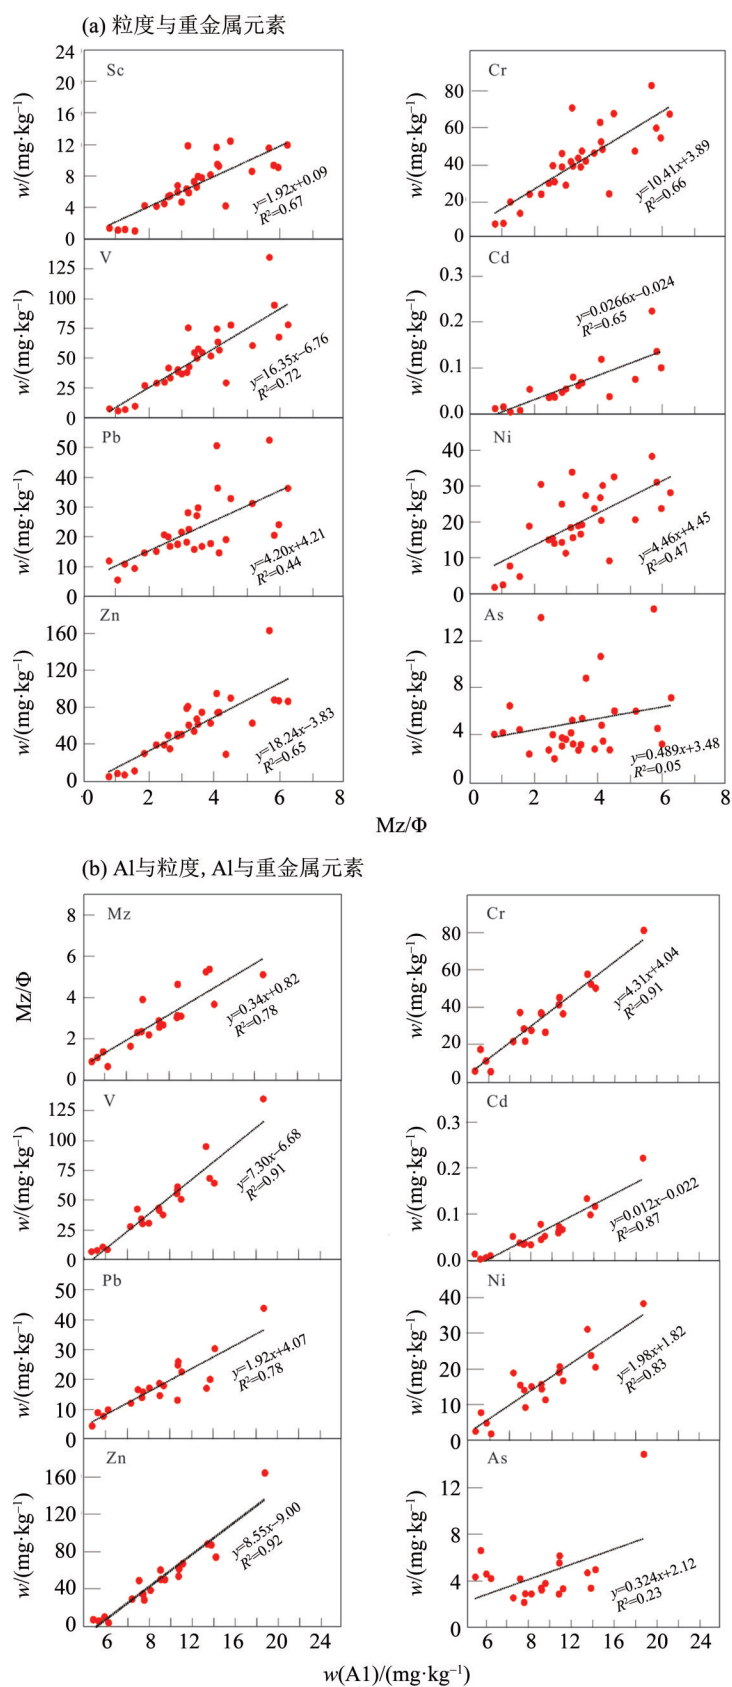 (a) 粒度与重金属元素
Sc
w/(mg·kg⁻¹)
24
20
16
12
8
4
0
y=1.92x+0.09
R²=0.67
Cr
w/(mg·kg⁻¹)
80
60
40
20
0
y=10.41x+3.89
R²=0.66
V
w/(mg·kg⁻¹)
125
100
75
50
25
0
y=16.35x−6.76
R²=0.72
Cd
w/(mg·kg⁻¹)
0.3
0.2
0.1
0.0
y=0.0266x−0.024
R²=0.65
Pb
w/(mg·kg⁻¹)
50
40
30
20
10
0
y=4.20x+4.21
R²=0.44
Ni
w/(mg·kg⁻¹)
40
30
20
10
0
y=4.46x+4.45
R²=0.47
Zn
w/(mg·kg⁻¹)
160
120
80
40
0
y=18.24x−3.83
R²=0.65
0 2 4 6 8
As
w/(mg·kg⁻¹)
12
8
4
0
y=0.489x+3.48
R²=0.05
0 2 4 6 8
Mz/Φ
(b) Al与粒度, Al与重金属元素
Mz
Mz/Φ
8
6
4
2
0
y=0.34x+0.82
R²=0.78
Cr
w/(mg·kg⁻¹)
80
60
40
20
0
y=4.31x+4.04
R²=0.91
V
w/(mg·kg⁻¹)
125
100
75
50
25
0
y=7.30x−6.68
R²=0.91
Cd
w/(mg·kg⁻¹)
0.3
0.2
0.1
0.0
y=0.012x−0.022
R²=0.87
Pb
w/(mg·kg⁻¹)
50
40
30
20
10
0
y=1.92x+4.07
R²=0.78
Ni
w/(mg·kg⁻¹)
40
30
20
10
0
y=1.98x+1.82
R²=0.83
Zn
w/(mg·kg⁻¹)
160
120
80
40
0
y=8.55x−9.00
R²=0.92
6 8 12 16 20 24
As
w/(mg·kg⁻¹)
12
8
4
0
y=0.324x+2.12
R²=0.23
6 8 12 16 20 24
w(A1)/(mg·kg⁻¹)